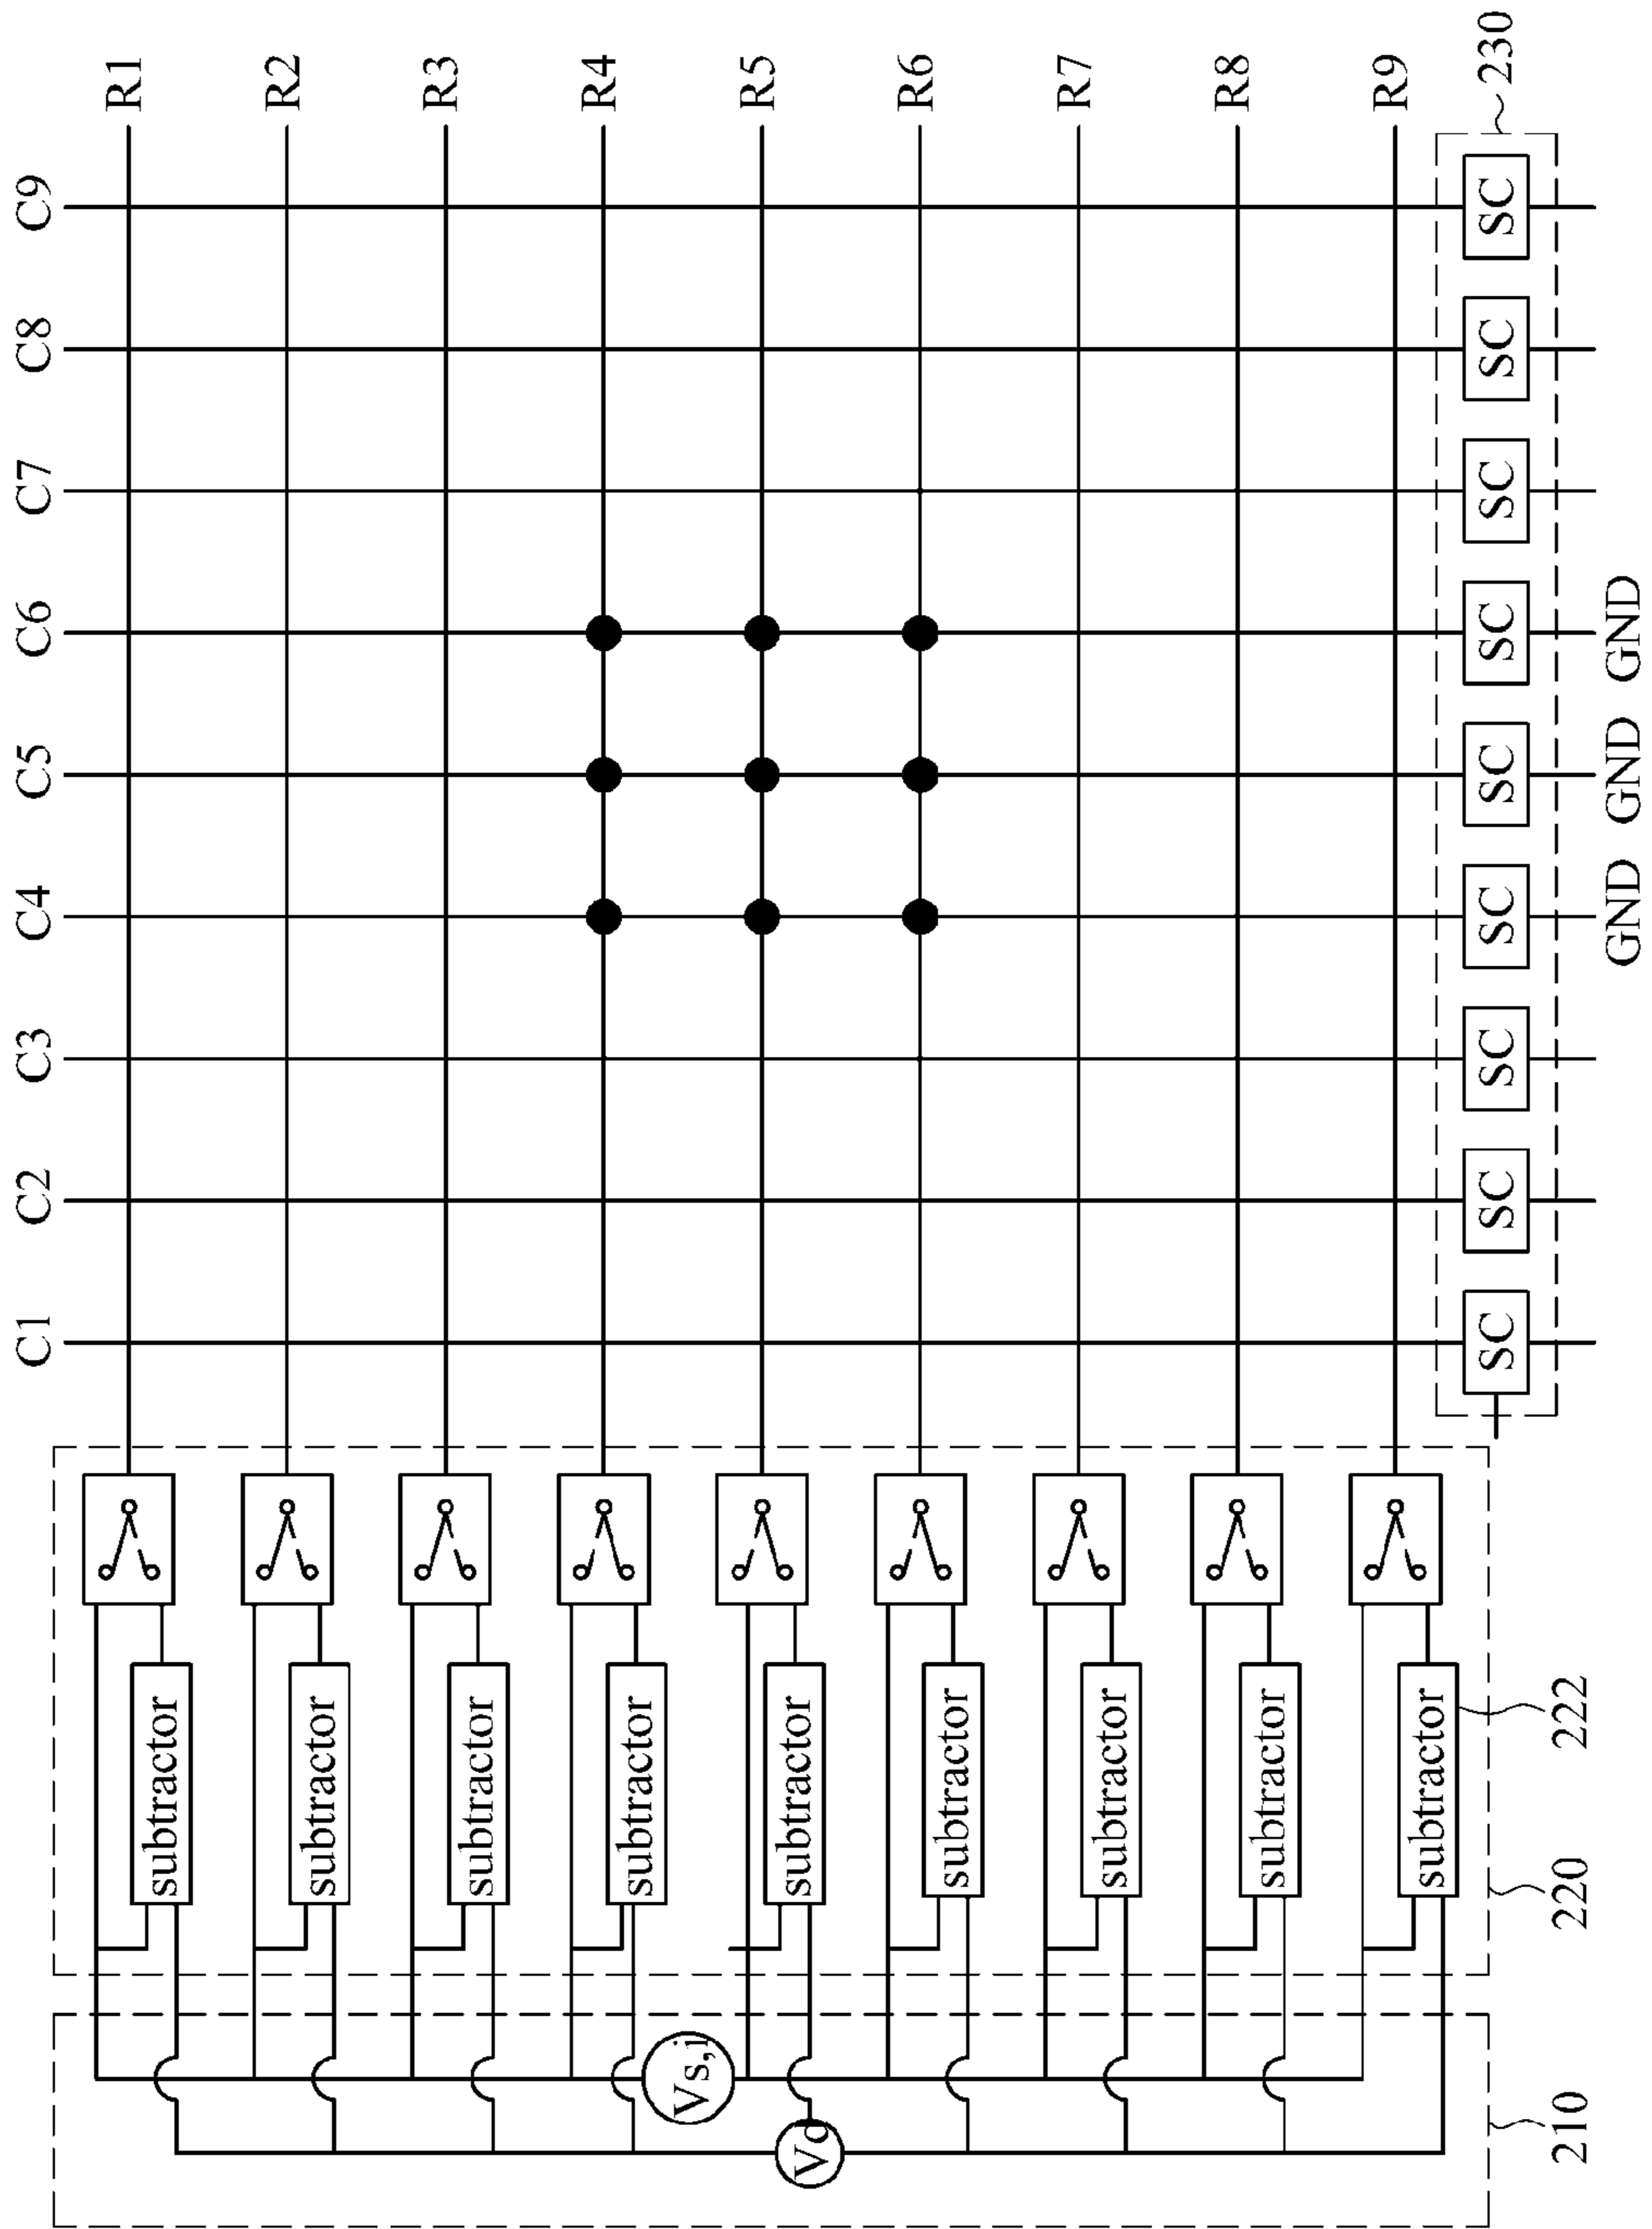 C1 C2 C3 C4 C5 C6 C7 C8 C9
R1
subtractor
R2
subtractor
R3
subtractor
R4
subtractor
Vs,i
R5
Vo
subtractor
R6
subtractor
R7
subtractor
R8
subtractor
R9
subtractor
SC SC SC SC SC SC SC SC SC 230
210 220 222
GND GND GND